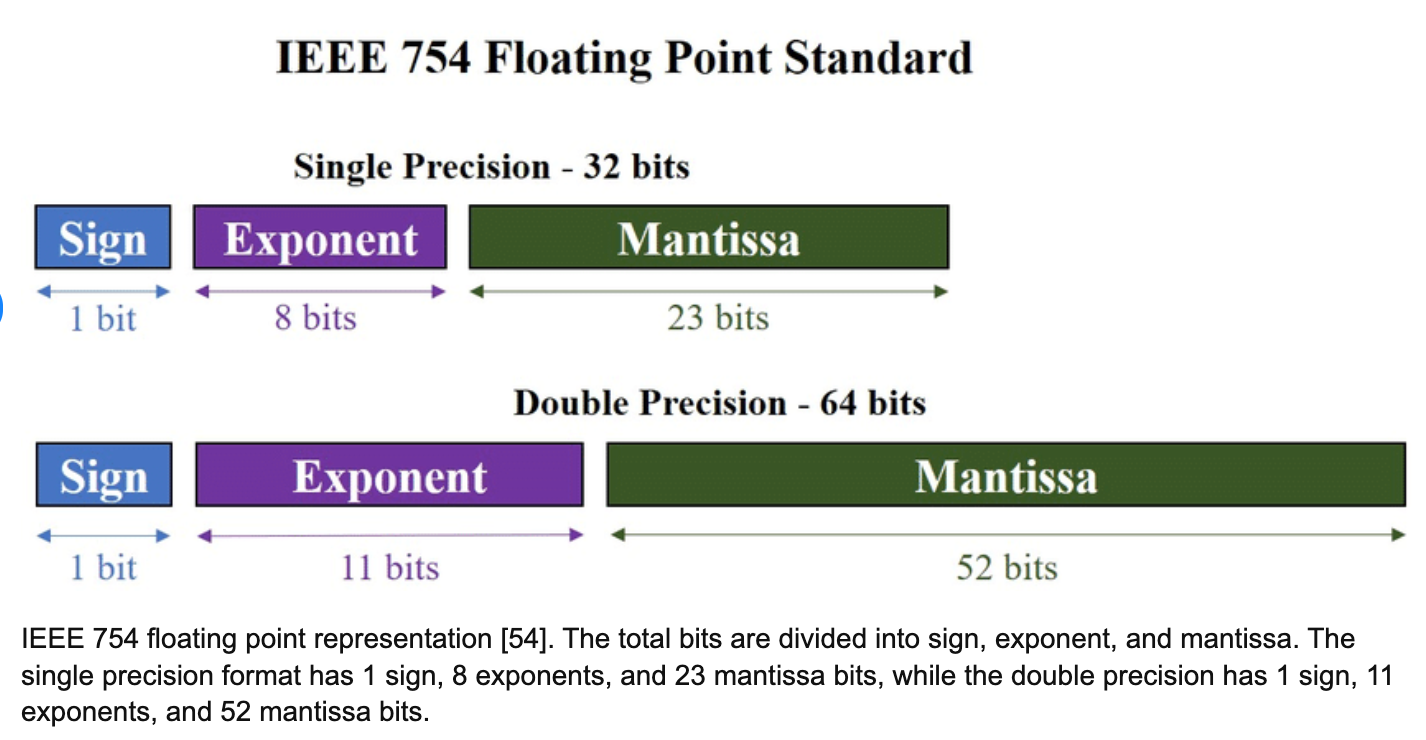 IEEE 754 Floating Point Standard
Single Precision - 32 bits
Sign Exponent Mantissa
1 bit 8 bits 23 bits
Double Precision - 64 bits
Sign Exponent Mantissa
1 bit 11 bits 52 bits
IEEE 754 floating point representation [54]. The total bits are divided into sign, exponent, and mantissa. The
single precision format has 1 sign, 8 exponents, and 23 mantissa bits, while the double precision has 1 sign, 11
exponents, and 52 mantissa bits.